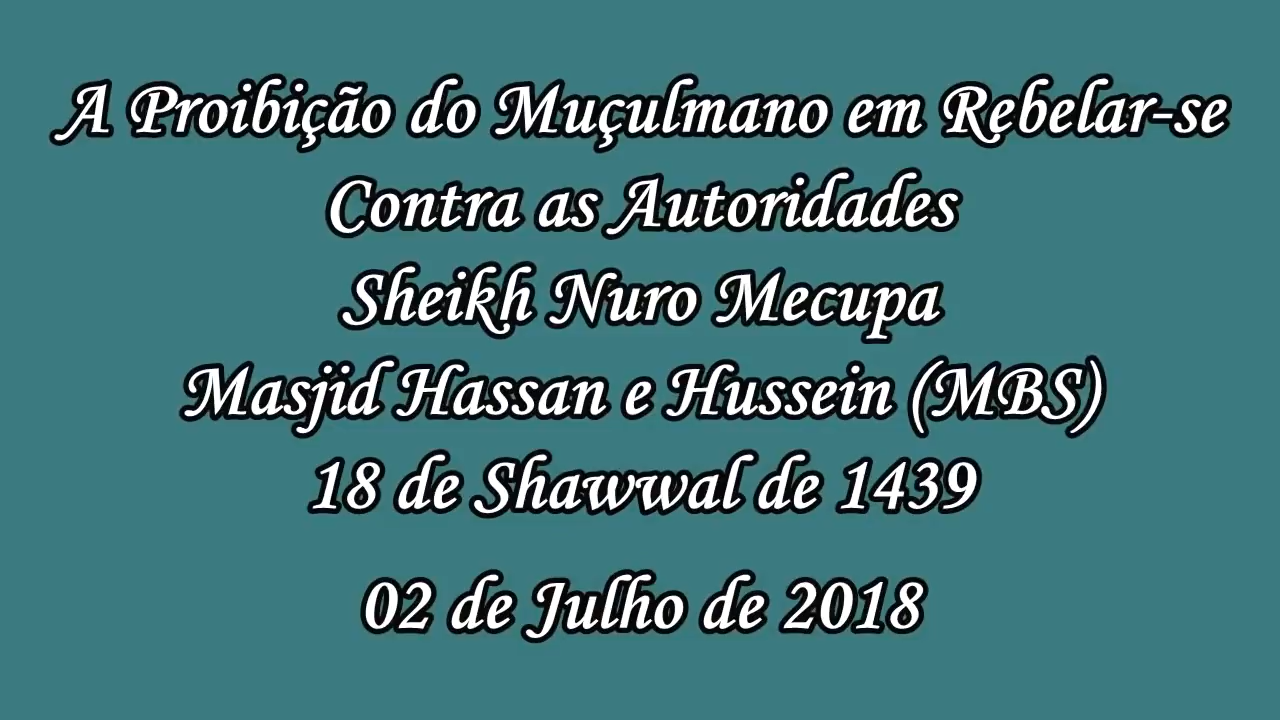 A Proibição do Muçulmano em Rebelar-se
Contra as Autoridades
Sheikh Nuro Mecupa
Masjid Hassan e Hussein (MBS)
18 de Shawwal de 1439
02 de Julho de 2018